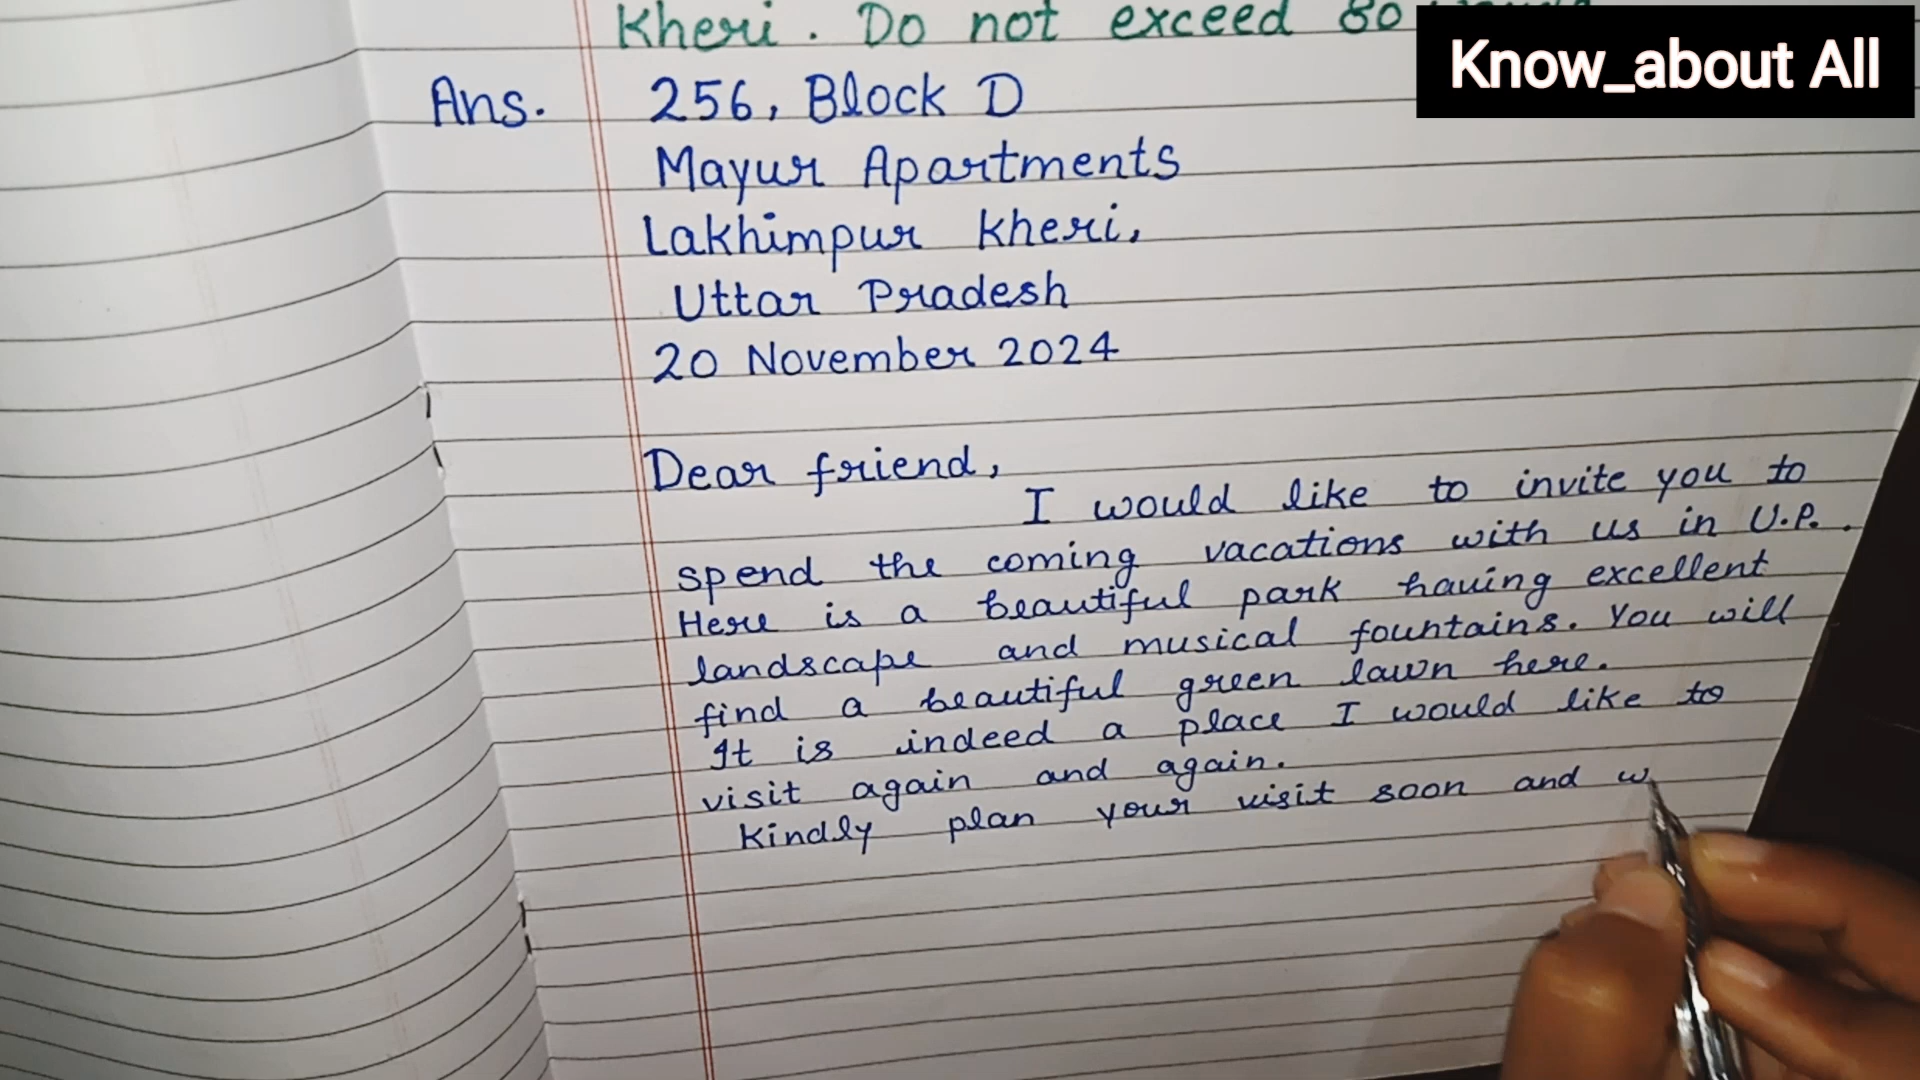 Kheri. Do not exceed 80
Know_about All
Ans. 256, Block D
Mayur Apartments
Lakhimpur Kheri,
Uttar Pradesh
20 November 2024
Dear friend,
I would like to invite you to
spend the coming vacations with us in U.P.
Here is a beautiful park having excellent
landscape and musical fountains. You will
find a beautiful green lawn here.
It is indeed a place I would like to
visit again and again.
Kindly plan your visit soon and w